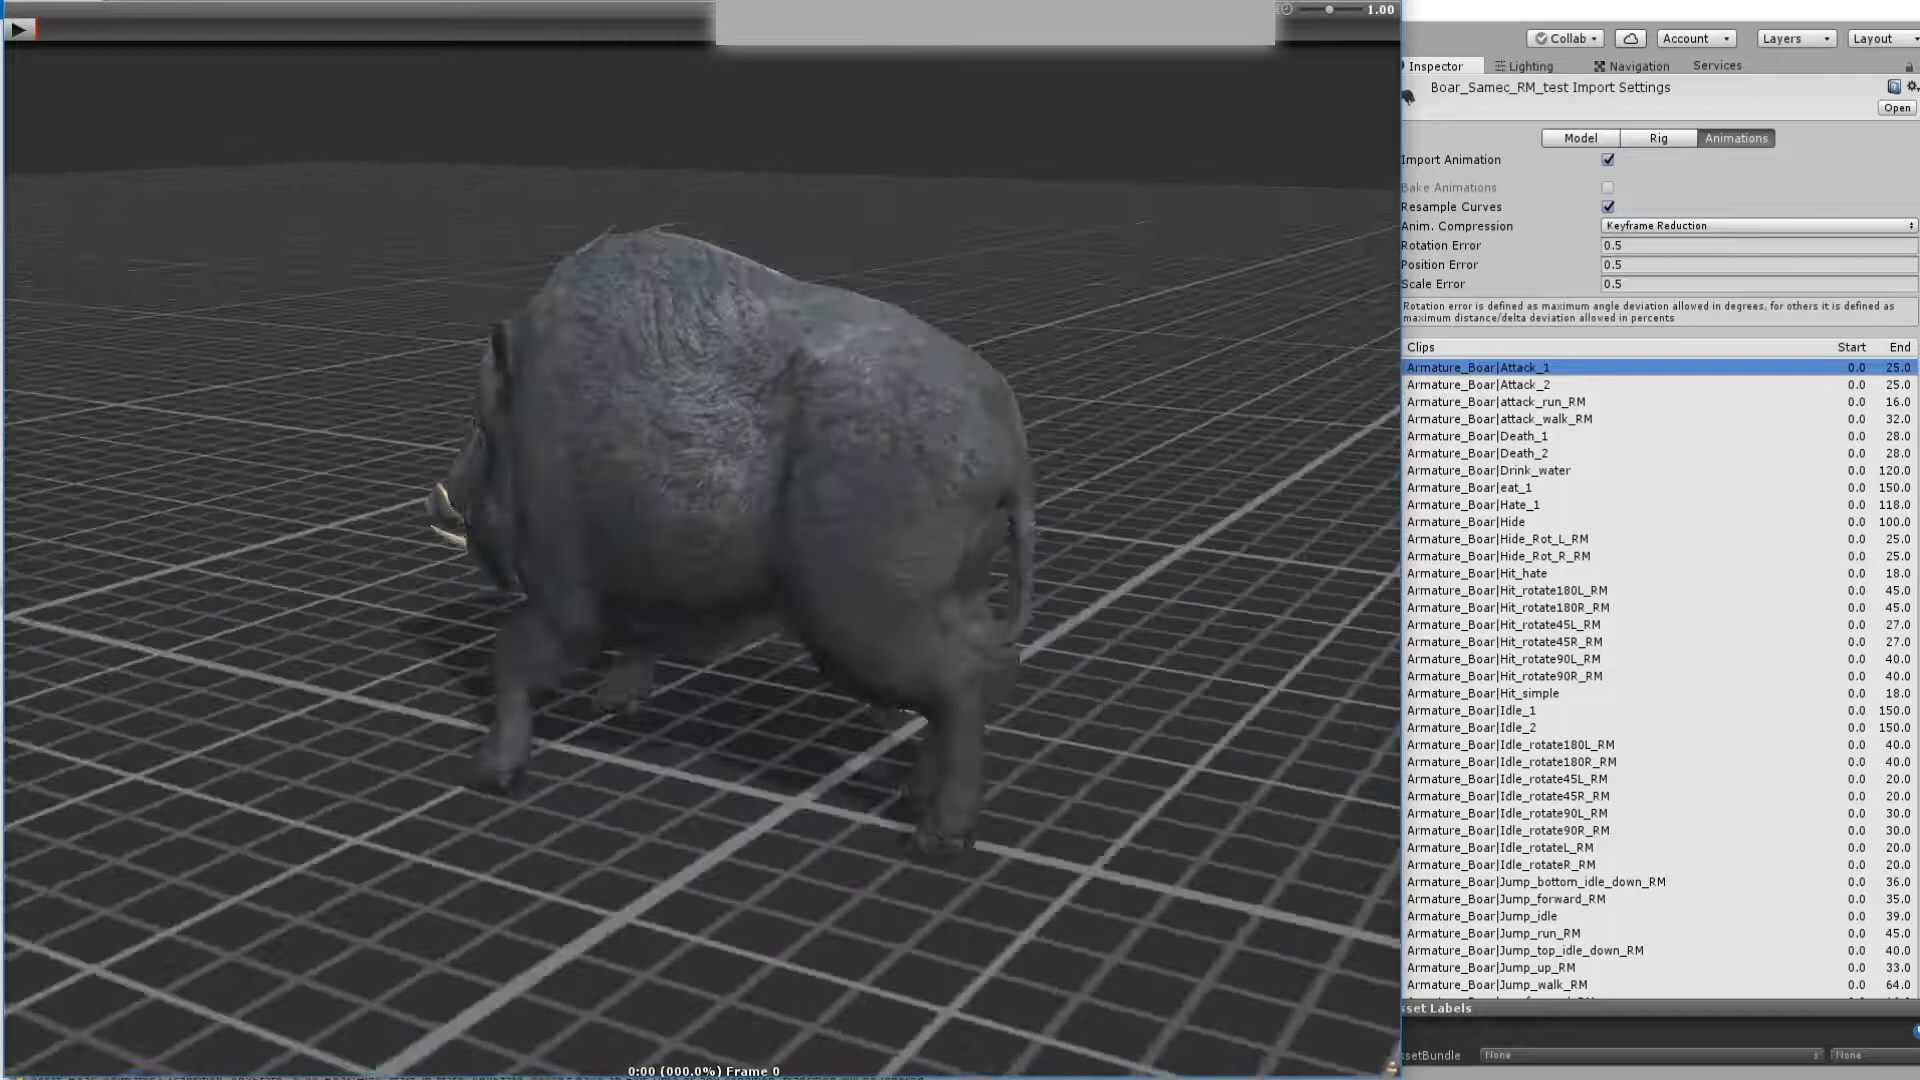 1.00
Collab Account Layers Layout
Inspector Lighting Navigation Services
Boar_Samec_RM_test Import Settings
Open
Model Rig Animations
Import Animation
Bake Animations
Resample Curves
Anim. Compression Keyframe Reduction
Rotation Error 0.5
Position Error 0.5
Scale Error 0.5
Rotation error is defined as maximum angle deviation allowed in degrees, for others it is defined as
maximum distance/delta deviation allowed in percents
Clips Start End
Armature_Boar|Attack_1 0.0 25.0
Armature_Boar|Attack_2 0.0 25.0
Armature_Boar|attack_run_RM 0.0 16.0
Armature_Boar|attack_walk_RM 0.0 32.0
Armature_Boar|Death_1 0.0 28.0
Armature_Boar|Death_2 0.0 28.0
Armature_Boar|Drink_water 0.0 120.0
Armature_Boar|eat_1 0.0 150.0
Armature_Boar|Hate_1 0.0 118.0
Armature_Boar|Hide 0.0 100.0
Armature_Boar|Hide_Rot_L_RM 0.0 25.0
Armature_Boar|Hide_Rot_R_RM 0.0 25.0
Armature_Boar|Hit_hate 0.0 18.0
Armature_Boar|Hit_rotate180L_RM 0.0 45.0
Armature_Boar|Hit_rotate180R_RM 0.0 45.0
Armature_Boar|Hit_rotate45L_RM 0.0 27.0
Armature_Boar|Hit_rotate45R_RM 0.0 27.0
Armature_Boar|Hit_rotate90L_RM 0.0 40.0
Armature_Boar|Hit_rotate90R_RM 0.0 40.0
Armature_Boar|Hit_simple 0.0 18.0
Armature_Boar|Idle_1 0.0 150.0
Armature_Boar|Idle_2 0.0 150.0
Armature_Boar|Idle_rotate180L_RM 0.0 40.0
Armature_Boar|Idle_rotate180R_RM 0.0 40.0
Armature_Boar|Idle_rotate45L_RM 0.0 20.0
Armature_Boar|Idle_rotate45R_RM 0.0 20.0
Armature_Boar|Idle_rotate90L_RM 0.0 30.0
Armature_Boar|Idle_rotate90R_RM 0.0 30.0
Armature_Boar|Idle_rotateL_RM 0.0 20.0
Armature_Boar|Idle_rotateR_RM 0.0 20.0
Armature_Boar|Jump_bottom_idle_down_RM 0.0 36.0
Armature_Boar|Jump_forward_RM 0.0 35.0
Armature_Boar|Jump_idle 0.0 39.0
Armature_Boar|Jump_run_RM 0.0 45.0
Armature_Boar|Jump_top_idle_down_RM 0.0 40.0
Armature_Boar|Jump_up_RM 0.0 33.0
Armature_Boar|Jump_walk_RM 0.0 64.0
sset Labels
ssetBundle None None
0:00 (000.0%) Frame 0